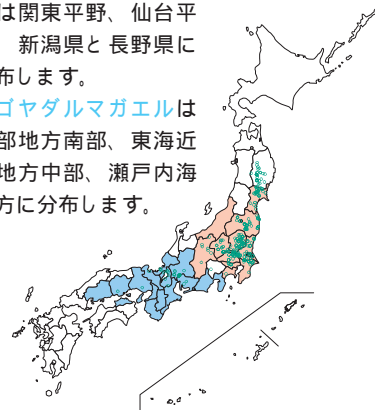 は関東平野、仙台平
新潟県と長野県に
布します。
ゴヤダルマガエルは
部地方南部、東海近
地方中部、瀬戸内海
方に分布します。